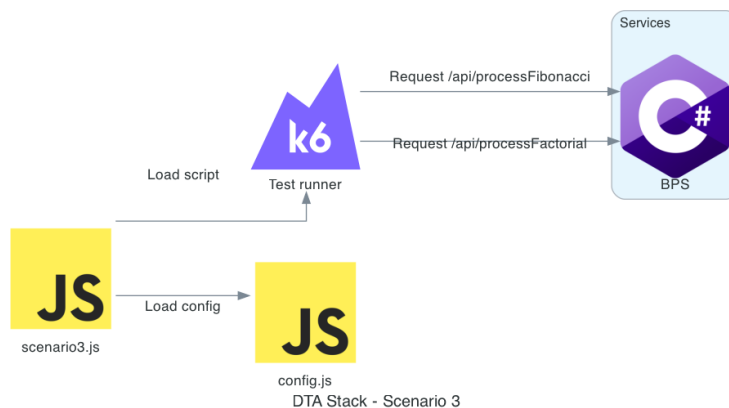 Services
Request /api/processFibonacci
C#
k6
Request /api/processFactorial
Load script
Test runner
BPS
JS
Load config
JS
scenario3.js
config.js
DTA Stack - Scenario 3